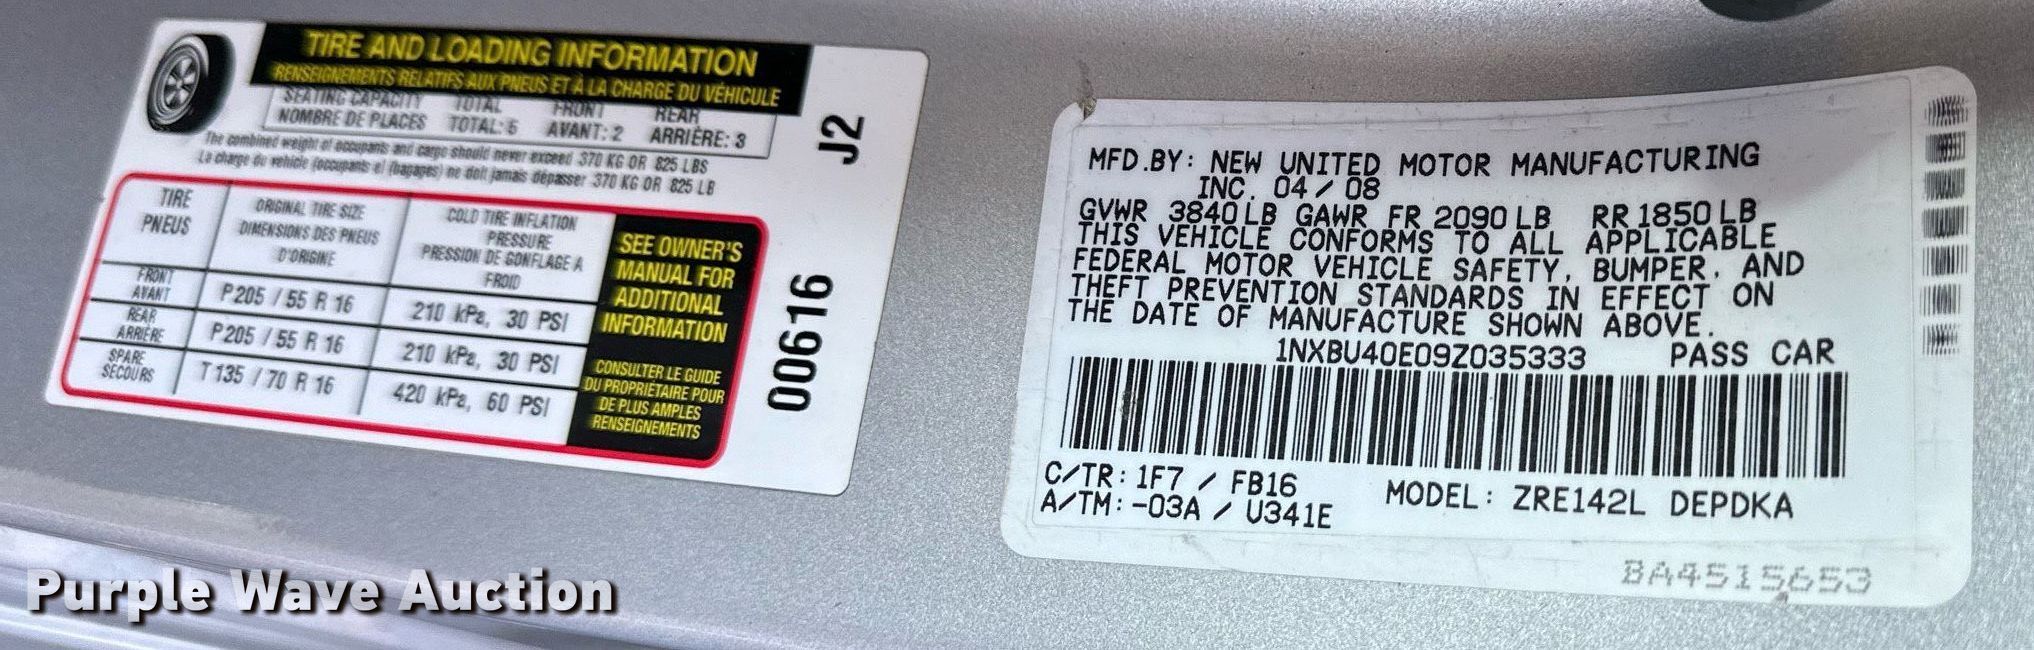 TIRE AND LOADING INFORMATION
RENSEIGNEMENTS RELATIFS AUX PNEUS ET À LA CHARGE DU VÉHICULE
SEATING CAPACITY TOTAL FRONT REAR
NOMBRE DE PLACES TOTAL: 5 AVANT: 2 ARRIÈRE: 3
The combined weight of occupants and cargo should never exceed 370 KG OR 825 LBS
La charge du véhicule (occupants et bagages) ne doit jamais dépasser 370 KG OR 825 LB
TIRE
PNEUS
ORIGINAL TIRE SIZE
DIMENSIONS DES PNEUS
D'ORIGINE
COLD TIRE INFLATION
PRESSURE
PRESSION DE GONFLAGE A
FROID
FRONT
AVANT
P205 / 55 R 16
210 kPa, 30 PSI
REAR
ARRIÈRE
P205 / 55 R 16
210 kPa, 30 PSI
SPARE
SECOURS
T135 / 70 R 16
420 kPa, 60 PSI
SEE OWNER'S
MANUAL FOR
ADDITIONAL
INFORMATION
CONSULTER LE GUIDE
DU PROPRIÉTAIRE POUR
DE PLUS AMPLES
RENSEIGNEMENTS
J2
00616
MFD.BY: NEW UNITED MOTOR MANUFACTURING
INC. 04 / 08
GVWR 3840LB GAWR FR 2090LB RR1850LB
THIS VEHICLE CONFORMS TO ALL APPLICABLE
FEDERAL MOTOR VEHICLE SAFETY, BUMPER, AND
THEFT PREVENTION STANDARDS IN EFFECT ON
THE DATE OF MANUFACTURE SHOWN ABOVE.
1NXBU40E09Z035333 PASS CAR
C/TR: 1F7 / FB16
A/TM: -03A / U341E
MODEL: ZRE142L DEPDKA
BA4515653
Purple Wave Auction